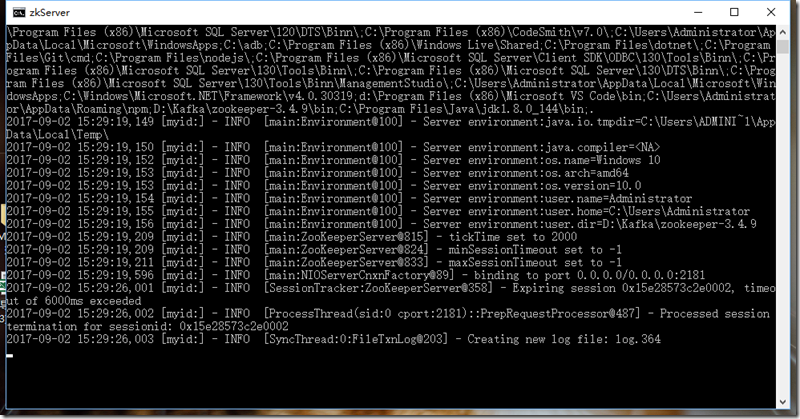 zkServer
\Program Files (x86)\Microsoft SQL Server\120\DTS\Binn\;C:\Program Files (x86)\CodeSmith\v7.0\;C:\Users\Administrator\Ap
pData\Local\Microsoft\WindowsApps;C:\adb;C:\Program Files (x86)\Windows Live\Shared;C:\Program Files\dotnet\;C:\Program
Files\Git\cmd;C:\Program Files\nodejs\;C:\Program Files\Microsoft SQL Server\Client SDK\ODBC\130\Tools\Binn\;C:\Pr
ogram Files (x86)\Microsoft SQL Server\130\Tools\Binn\;C:\Program Files (x86)\Microsoft SQL Server\130\DTS\Binn\;C:\Prog
ram Files (x86)\Microsoft SQL Server\130\Tools\Binn\ManagementStudio\;C:\Users\Administrator\AppData\Local\Microsoft\Win
dowsApps;C:\Windows\Microsoft.NET\Framework\v4.0.30319;d:\Program Files (x86)\Microsoft VS Code\bin;C:\Users\Administrat
or\AppData\Roaming\npm;D:\Kafka\zookeeper-3.4.9\bin;C:\Program Files\java\jdk1.8.0_144\bin;.
2017-09-02 15:29:19,149 [myid:] - INFO  [main:Environment@100] - Server environment:java.io.tmpdir=C:\Users\ADMINI~1\App
Data\Local\Temp\
2017-09-02 15:29:19,150 [myid:] - INFO  [main:Environment@100] - Server environment:java.compiler=<NA>
2017-09-02 15:29:19,152 [myid:] - INFO  [main:Environment@100] - Server environment:os.name=Windows 10
2017-09-02 15:29:19,153 [myid:] - INFO  [main:Environment@100] - Server environment:os.arch=amd64
2017-09-02 15:29:19,153 [myid:] - INFO  [main:Environment@100] - Server environment:os.version=10.0
2017-09-02 15:29:19,154 [myid:] - INFO  [main:Environment@100] - Server environment:user.name=Administrator
2017-09-02 15:29:19,155 [myid:] - INFO  [main:Environment@100] - Server environment:user.home=C:\Users\Administrator
2017-09-02 15:29:19,156 [myid:] - INFO  [main:Environment@100] - Server environment:user.dir=D:\Kafka\zookeeper-3.4.9
2017-09-02 15:29:19,209 [myid:] - INFO  [main:ZooKeeperServer@815] - tickTime set to 2000
2017-09-02 15:29:19,209 [myid:] - INFO  [main:ZooKeeperServer@824] - minSessionTimeout set to -1
2017-09-02 15:29:19,211 [myid:] - INFO  [main:ZooKeeperServer@833] - maxSessionTimeout set to -1
2017-09-02 15:29:19,596 [myid:] - INFO  [main:NIOServerCnxnFactory@89] - binding to port 0.0.0.0/0.0.0.0:2181
2017-09-02 15:29:26,001 [myid:] - INFO  [SessionTracker:ZooKeeperServer@358] - Expiring session 0x15e28573c2e0002, timeo
ut of 6000ms exceeded
2017-09-02 15:29:26,002 [myid:] - INFO  [ProcessThread(sid:0 cport:2181)::PrepRequestProcessor@487] - Processed session
termination for sessionid: 0x15e28573c2e0002
2017-09-02 15:29:26,003 [myid:] - INFO  [SyncThread:0:FileTxnLog@203] - Creating new log file: log.364